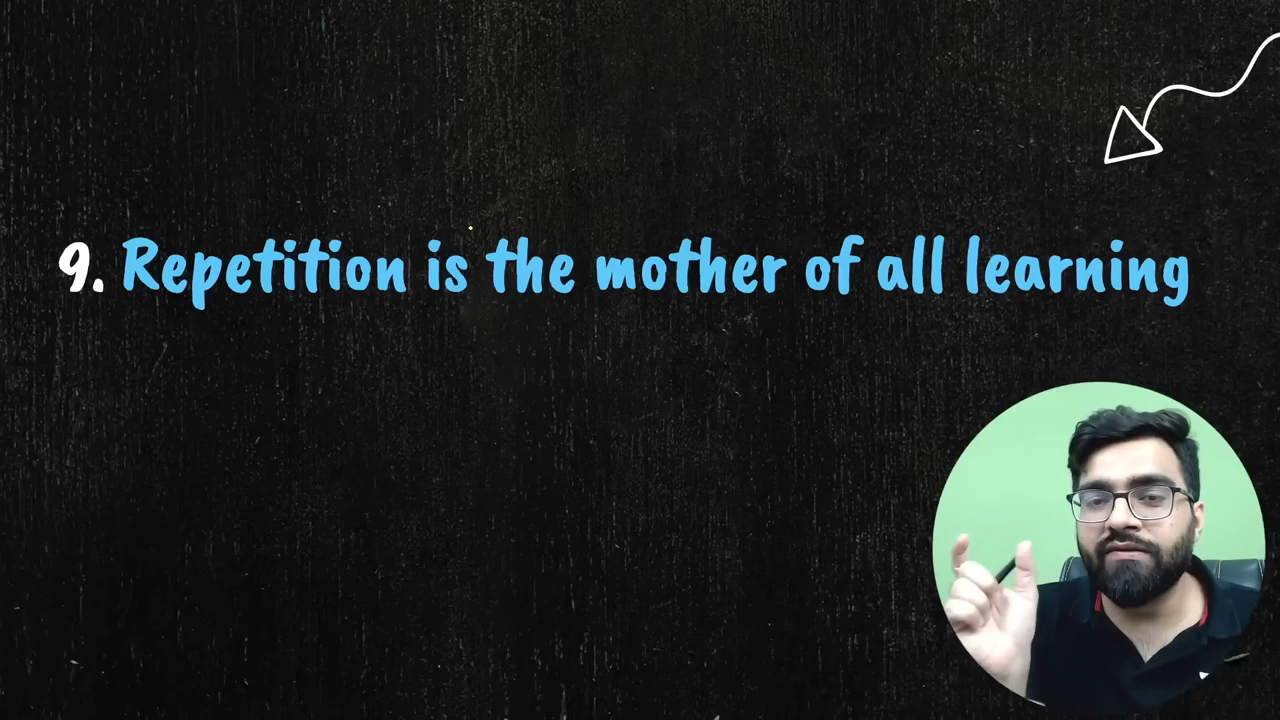 9. Repetition is the mother of all learning